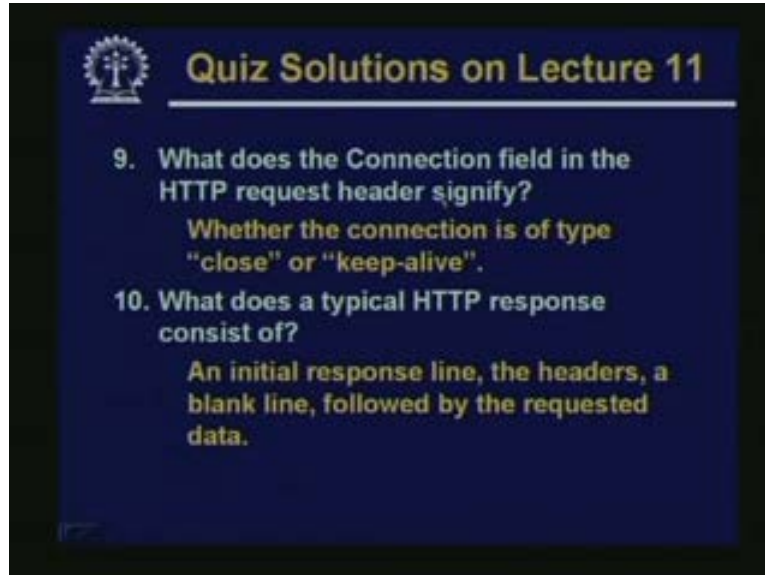 Quiz Solutions on Lecture 11
9. What does the Connection field in the
HTTP request header signify?
Whether the connection is of type
“close” or “keep-alive”.
10. What does a typical HTTP response
consist of?
An initial response line, the headers, a
blank line, followed by the requested
data.